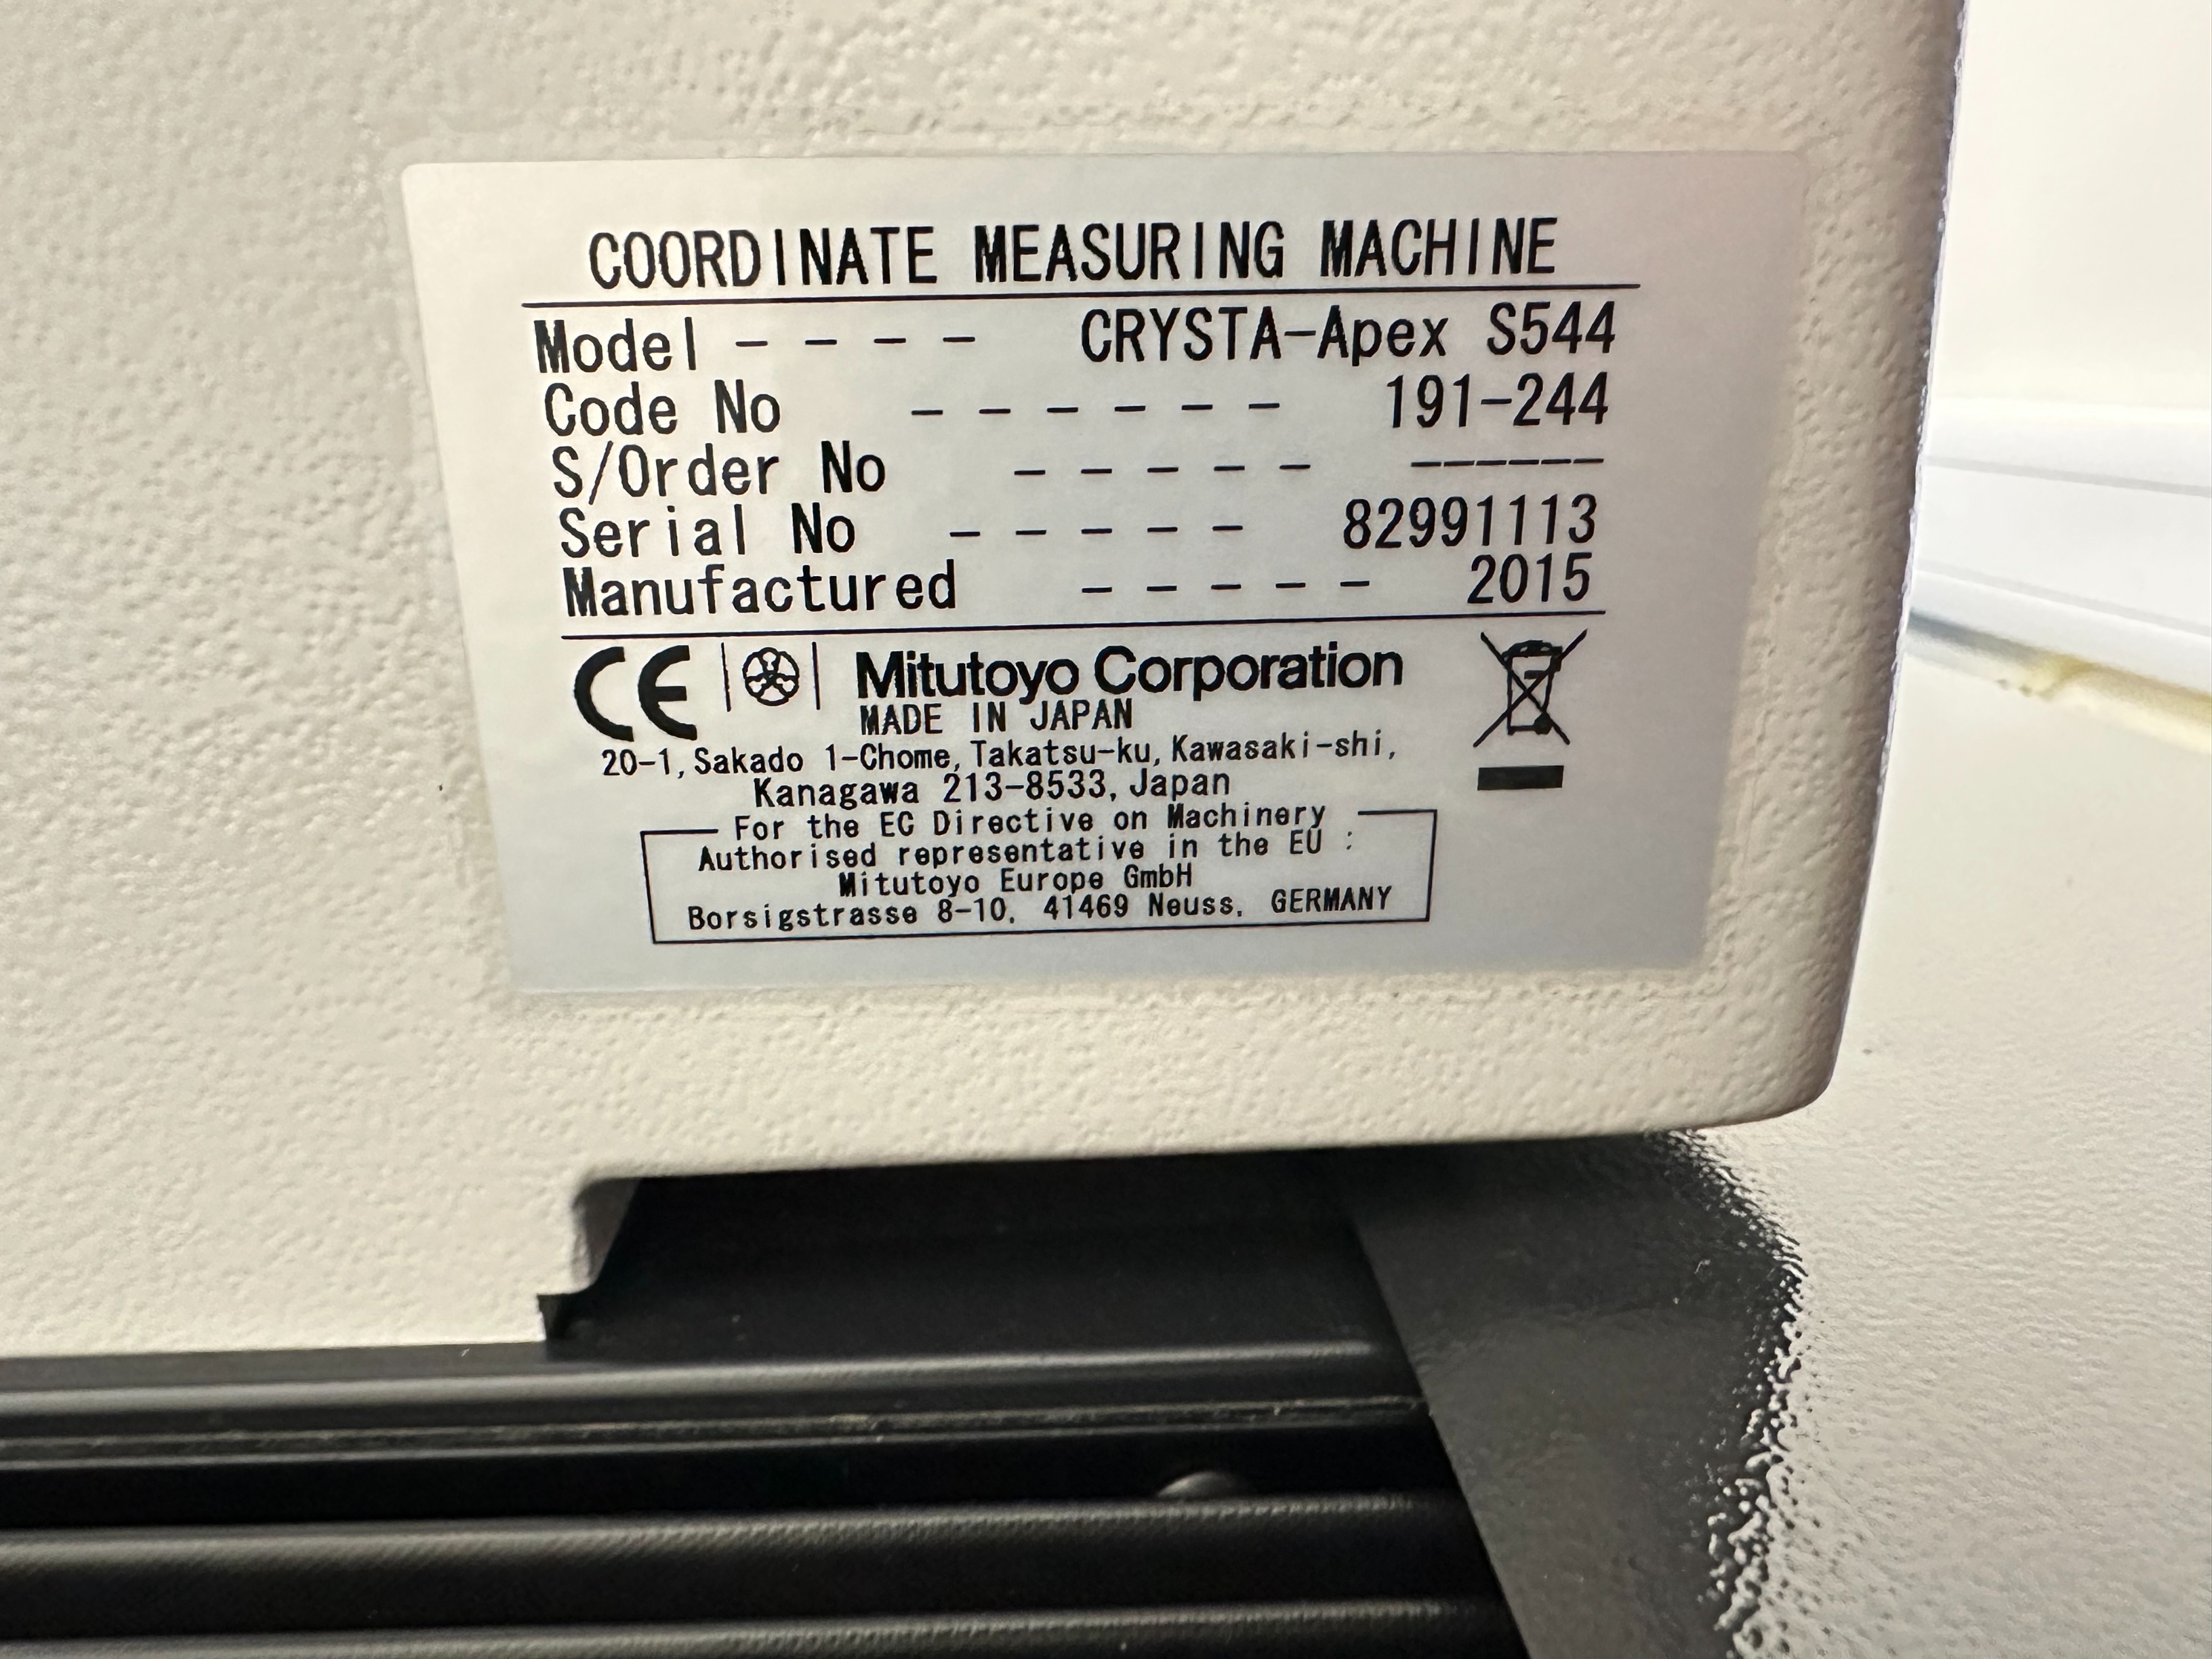 COORDINATE MEASURING MACHINE
Model - - - - CRYSTA-Apex S544
Code No - - - - - - 191-244
S/Order No - - - - - ------
Serial No - - - - - 82991113
Manufactured - - - - - 2015
CE Mitutoyo Corporation
MADE IN JAPAN
20-1, Sakado 1-Chome, Takatsu-ku, Kawasaki-shi,
Kanagawa 213-8533, Japan
For the EC Directive on Machinery
Authorised representative in the EU :
Mitutoyo Europe GmbH
Borsigstrasse 8-10, 41469 Neuss, GERMANY